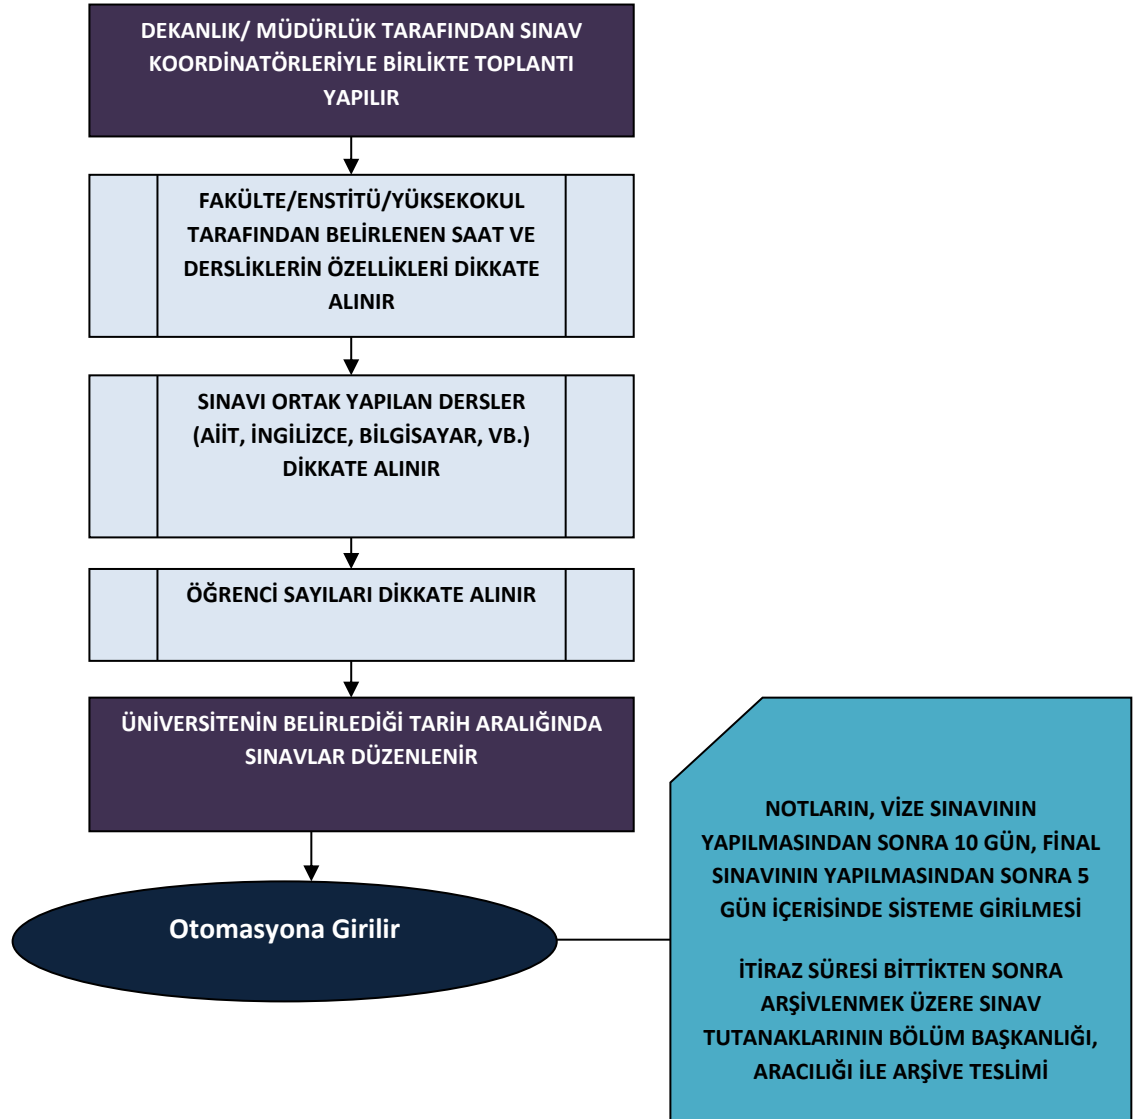 DEKANLIK/ MÜDÜRLÜK TARAFINDAN SINAV
KOORDİNATÖRLERİYLE BİRLİKTE TOPLANTI
YAPILIR
FAKÜLTE/ENSTİTÜ/YÜKSEKOKUL
TARAFINDAN BELİRLENEN SAAT VE
DERSLİKLERİN ÖZELLİKLERİ DİKKATE
ALINIR
SINAVI ORTAK YAPILAN DERSLER
(AİİT, İNGİLİZCE, BİLGİSAYAR, VB.)
DİKKATE ALINIR
ÖĞRENCİ SAYILARI DİKKATE ALINIR
ÜNİVERSİTENİN BELİRLEDİĞİ TARİH ARALIĞINDA
SINAVLAR DÜZENLENİR
Otomasyona Girilir
NOTLARIN, VİZE SINAVININ
YAPILMASINDAN SONRA 10 GÜN, FİNAL
SINAVININ YAPILMASINDAN SONRA 5
GÜN İÇERİSİNDE SİSTEME GİRİLMESİ
İTİRAZ SÜRESİ BİTTİKTEN SONRA
ARŞİVLENMEK ÜZERE SINAV
TUTANAKLARININ BÖLÜM BAŞKANLIĞI,
ARACILIĞI İLE ARŞİVE TESLİMİ